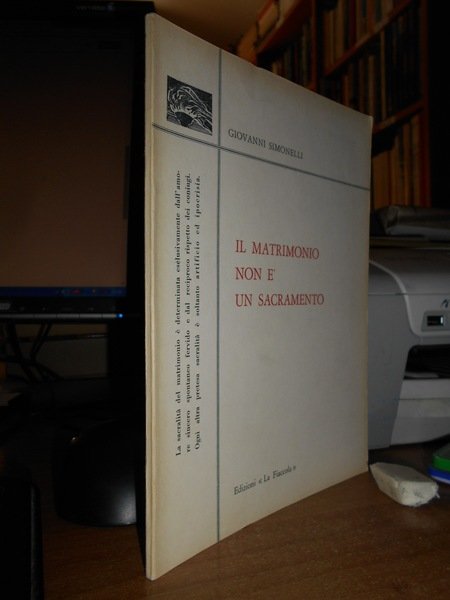 GIOVANNI SIMONELLI
IL MATRIMONIO
NON E'
UN SACRAMENTO
Edizioni « La Fiaccola »
La sacralità del matrimonio è determinata esclusivamente dall'amo-
re sincero spontaneo fervido e dal reciproco rispetto dei coniugi.
Ogni altra pretesa sacralità è soltanto artificio ed ipocrisia.